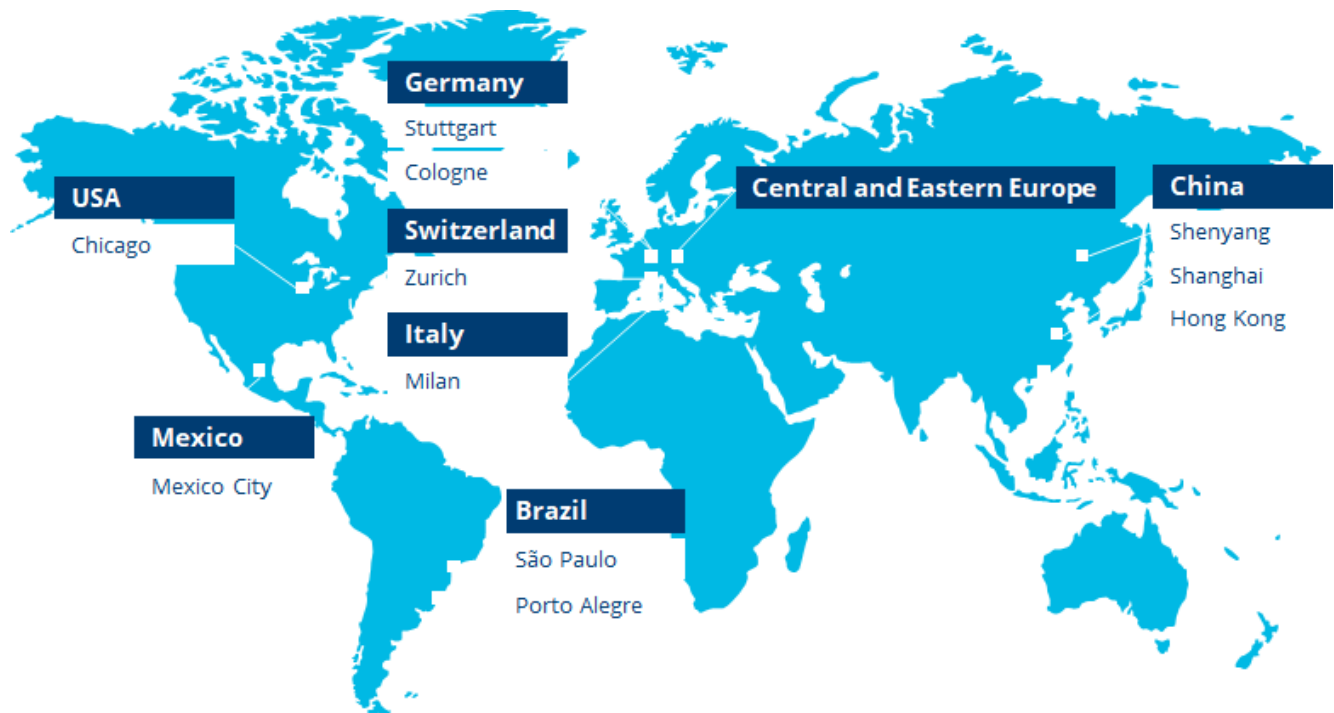 Germany
Stuttgart
Cologne
USA
Chicago
Switzerland
Zurich
Italy
Milan
Mexico
Mexico City
Brazil
São Paulo
Porto Alegre
Central and Eastern Europe
China
Shenyang
Shanghai
Hong Kong